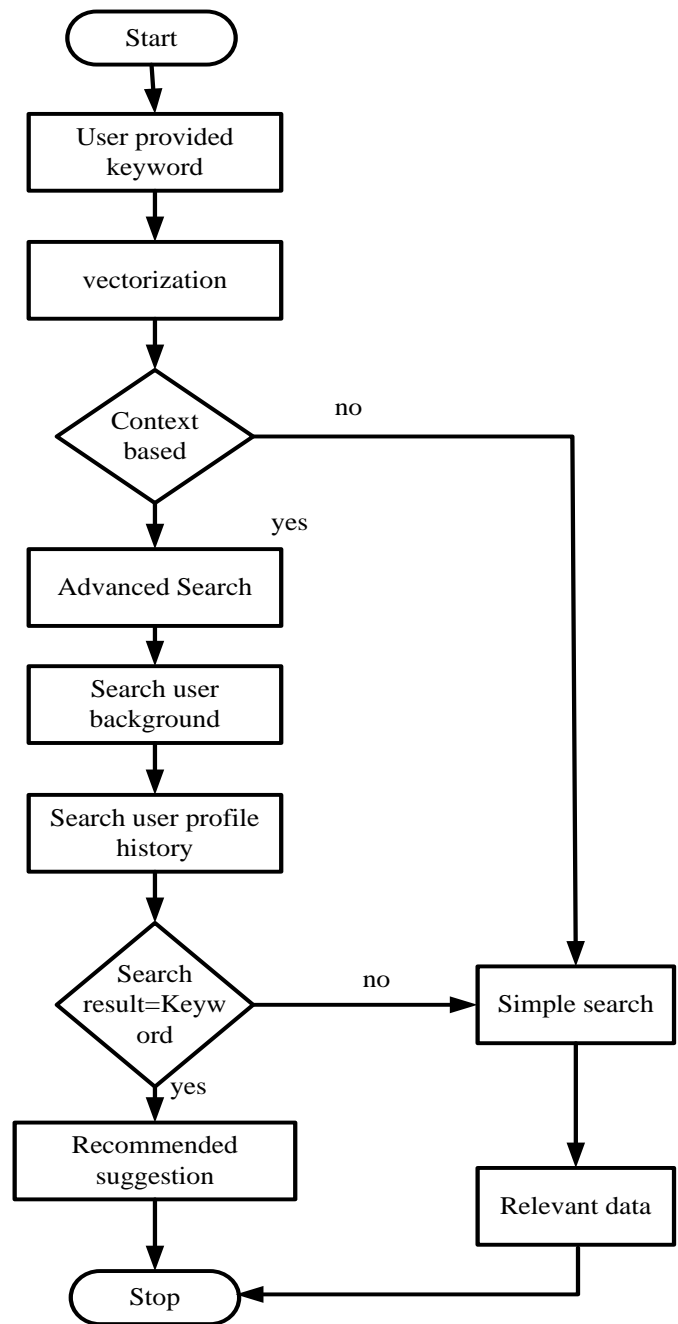 Start
User provided
keyword
vectorization
Context
based
no
yes
Advanced Search
Search user
background
Search user profile
history
Search
result=Keyw
ord
no
Simple search
yes
Recommended
suggestion
Relevant data
Stop